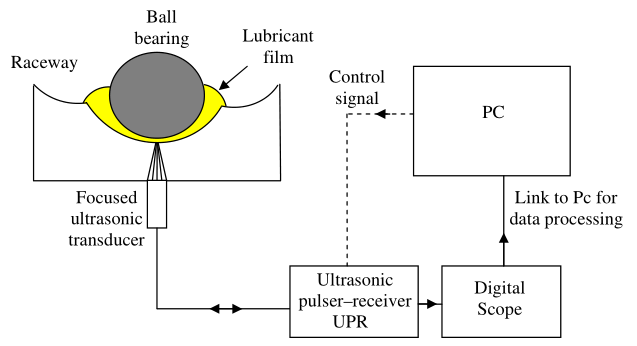 Ball
bearing
Lubricant
film
Raceway
Control
signal
PC
Focused
ultrasonic
transducer
Link to Pc for
data processing
Ultrasonic
pulser–receiver
UPR
Digital
Scope